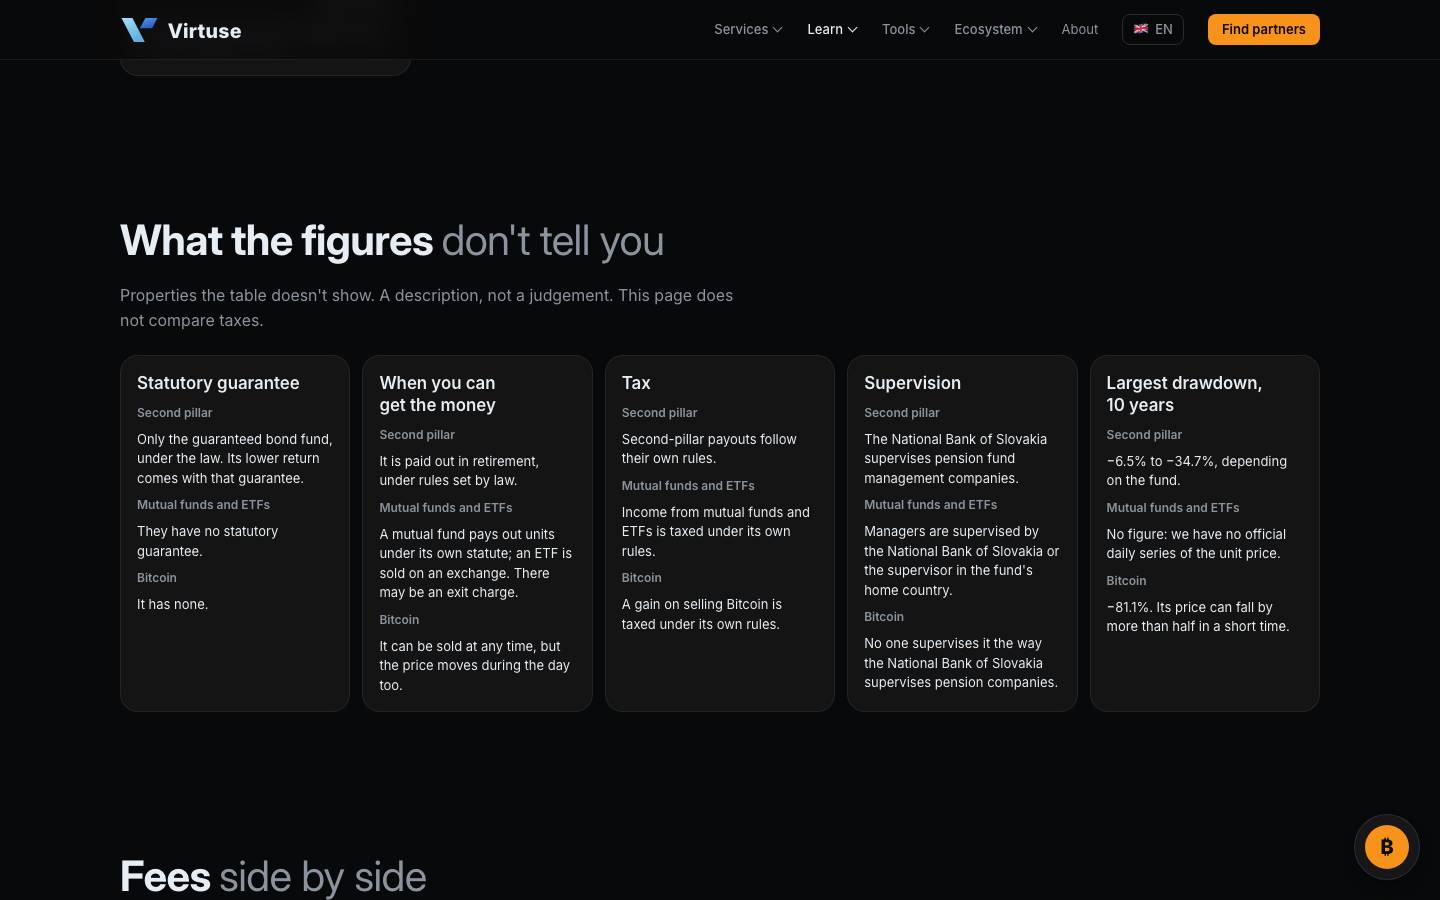 Virtuse
Services
Learn
Tools
Ecosystem
About
EN
Find partners
What the figures don't tell you
Properties the table doesn't show. A description, not a judgement. This page does
not compare taxes.
Statutory guarantee
Second pillar
Only the guaranteed bond fund,
under the law. Its lower return
comes with that guarantee.
Mutual funds and ETFs
They have no statutory
guarantee.
Bitcoin
It has none.
When you can
get the money
Second pillar
It is paid out in retirement,
under rules set by law.
Mutual funds and ETFs
A mutual fund pays out units
under its own statute; an ETF is
sold on an exchange. There
may be an exit charge.
Bitcoin
It can be sold at any time, but
the price moves during the day
too.
Tax
Second pillar
Second-pillar payouts follow
their own rules.
Mutual funds and ETFs
Income from mutual funds and
ETFs is taxed under its own
rules.
Bitcoin
A gain on selling Bitcoin is
taxed under its own rules.
Supervision
Second pillar
The National Bank of Slovakia
supervises pension fund
management companies.
Mutual funds and ETFs
Managers are supervised by
the National Bank of Slovakia or
the supervisor in the fund's
home country.
Bitcoin
No one supervises it the way
the National Bank of Slovakia
supervises pension companies.
Largest drawdown,
10 years
Second pillar
−6.5% to −34.7%, depending
on the fund.
Mutual funds and ETFs
No figure: we have no official
daily series of the unit price.
Bitcoin
−81.1%. Its price can fall by
more than half in a short time.
Fees side by side